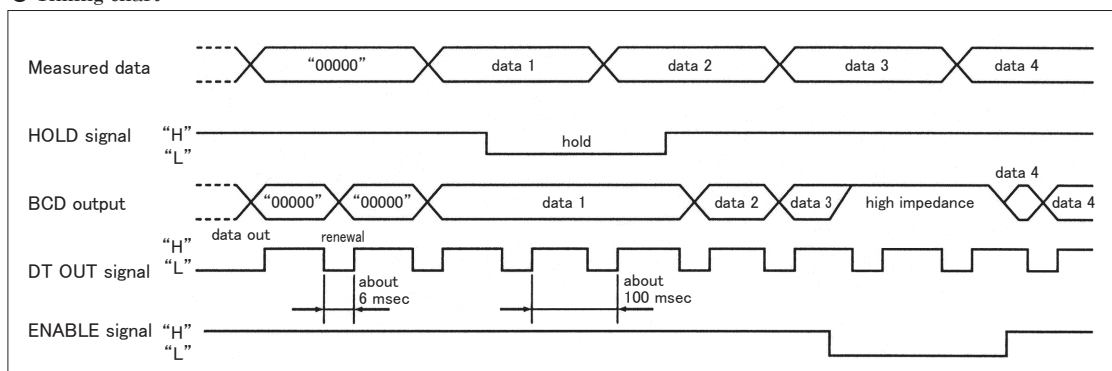 Measured data "00000" data 1 data 2 data 3 data 4
HOLD signal "H" hold
"L"
data 4
BCD output "00000" "00000" data 1 data 2 data 3 high impedance data 4
data out renewal
"H"
DT OUT signal "L"
about about
6 msec 100 msec
ENABLE signal "H"
"L"